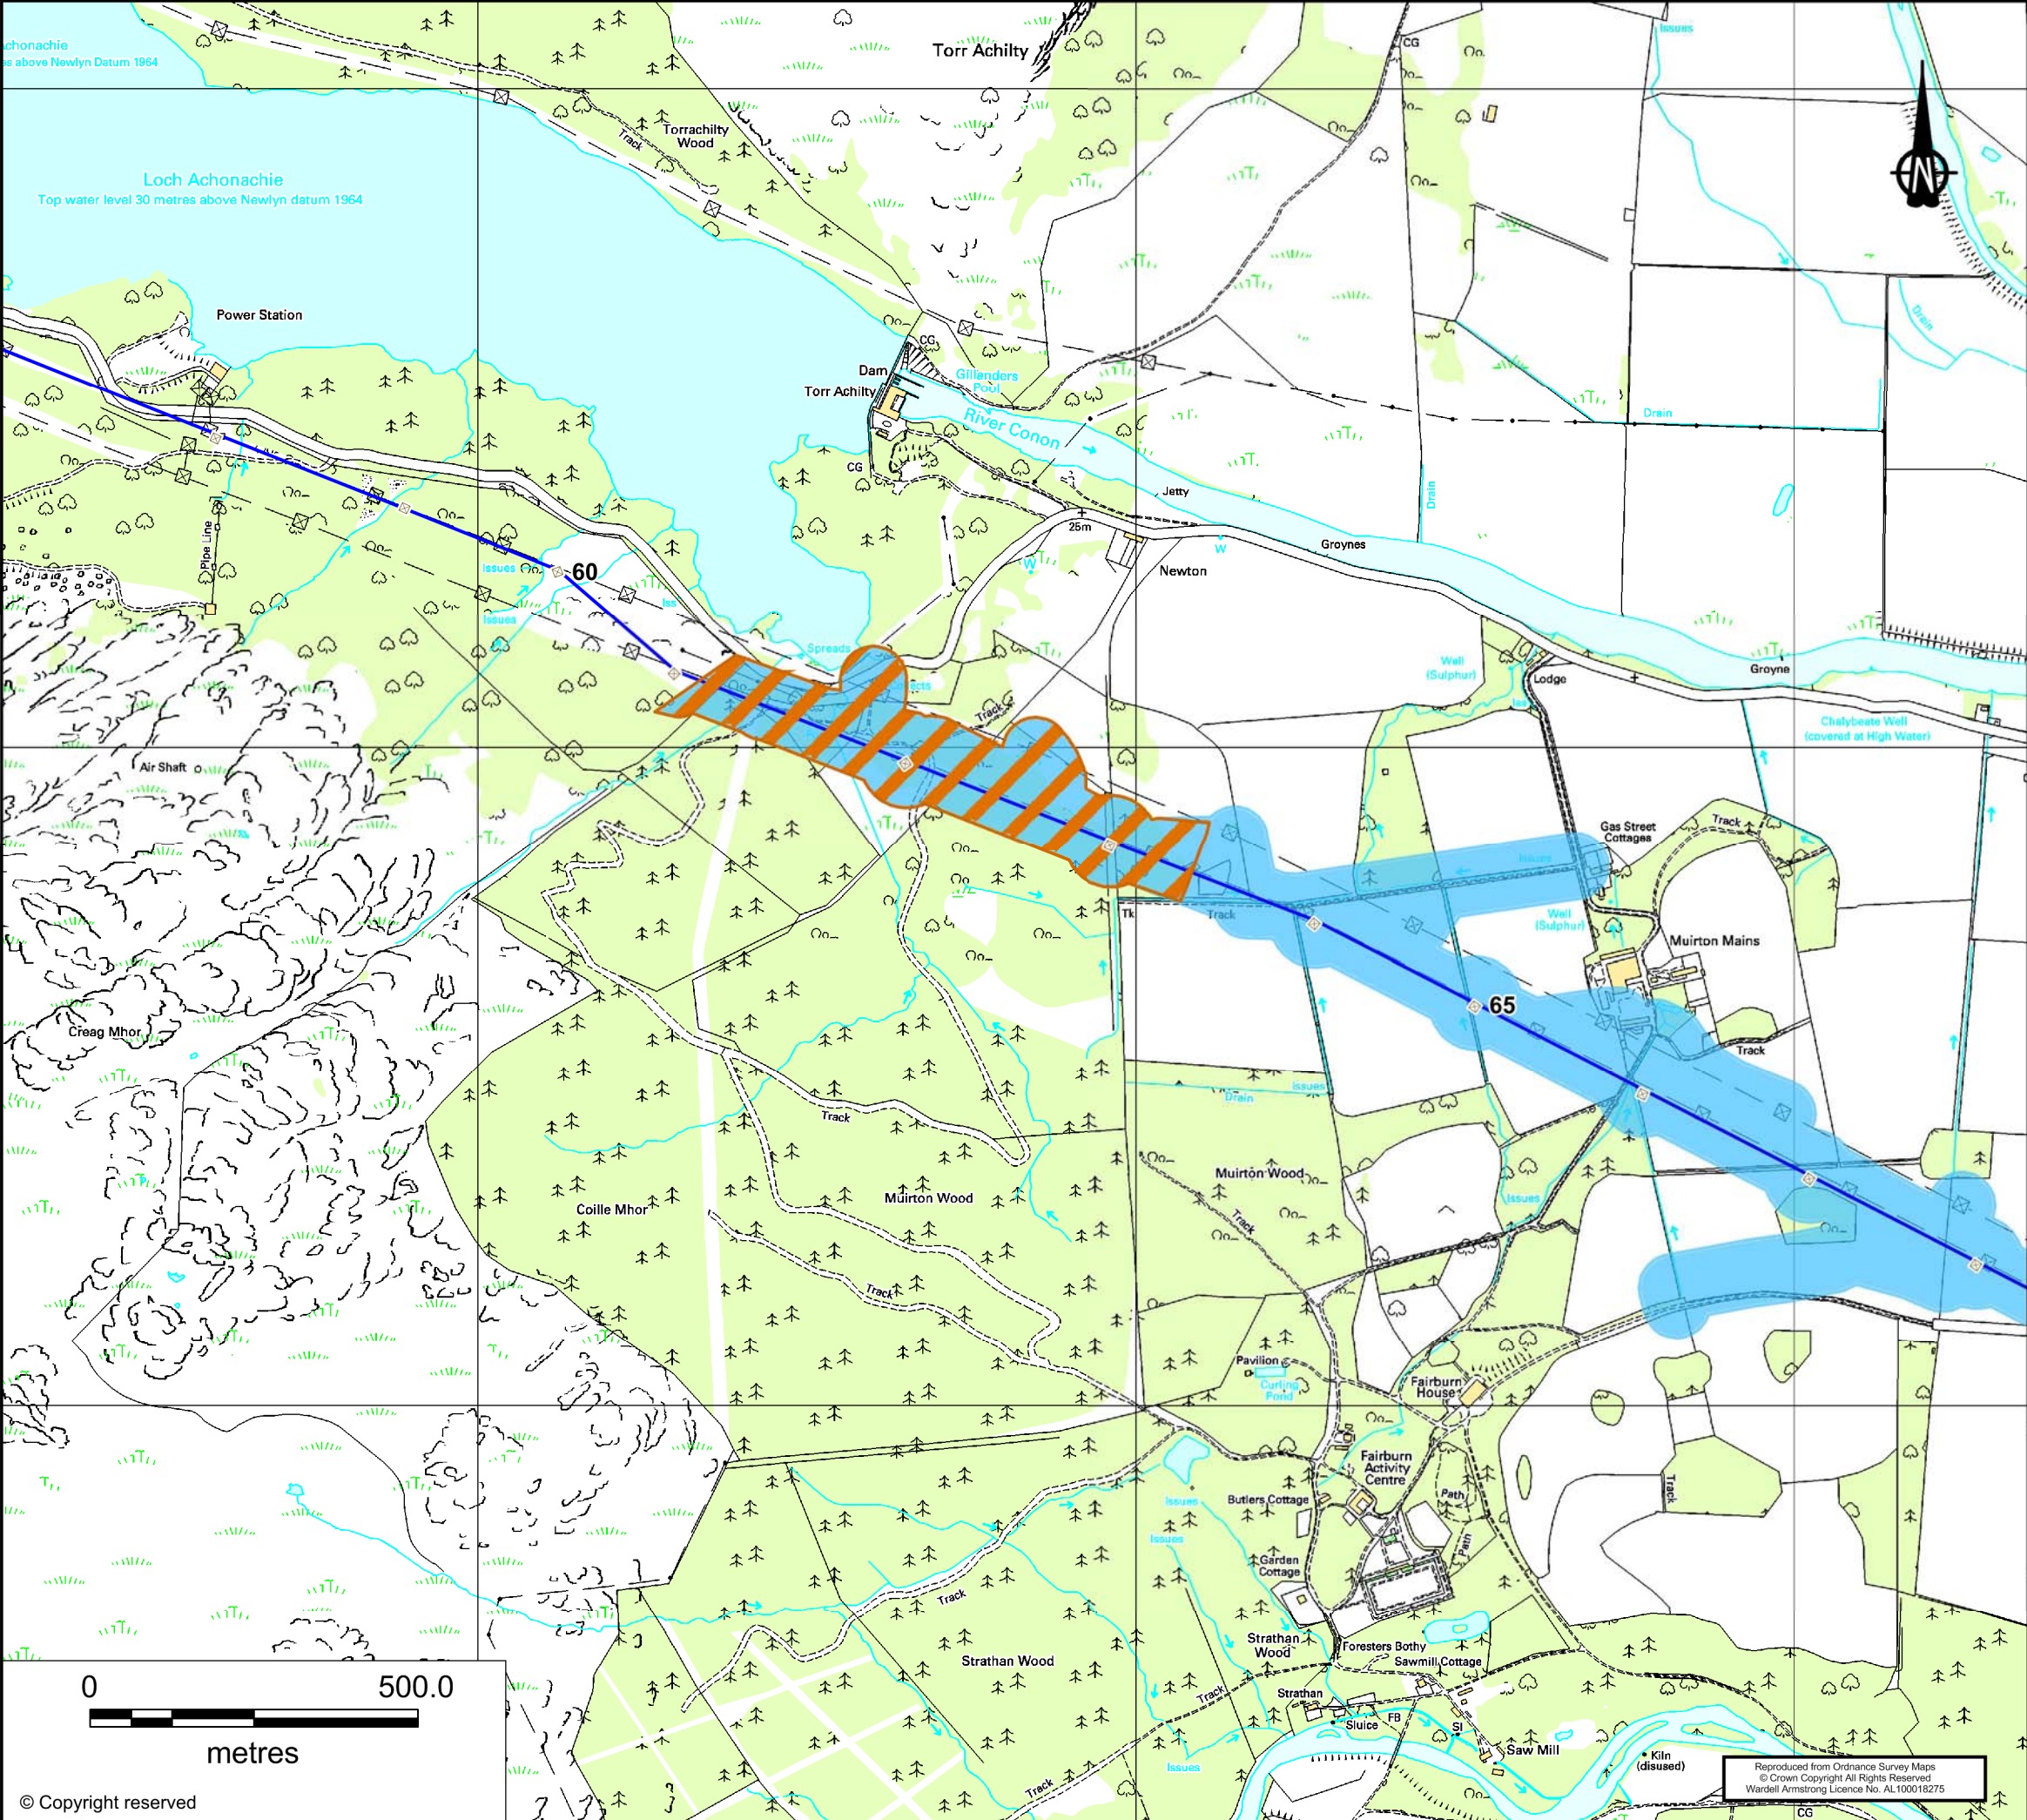 Torr Achilty
CG
Issues
chonachie
s above Newlyn Datum 1964
Torrachilty
Wood
Track
N
Loch Achonachie
Top water level 30 metres above Newlyn datum 1964
Power Station
Drain
CG
Dam
Gillanders
Pool
Torr Achilty
River Conon
Drain
CG
Jetty
Drain
25m
Pipe Line
W
Groynes
Issues
60
W
Newton
Iss
Issues
Spreads
Well
(Sulphur)
Lodge
Groyne
Track
Chalybeate Well
(covered at High Water)
Air Shaft
Gas Street
Cottages
Track
Issues
Tk
Track
Well
(Sulphur)
Muirton Mains
65
Creag Mhor
Track
Issues
Drain
Track
Muirton Wood
Muirton Wood
Coille Mhor
Issues
Track
Track
Pavilion
Curling
Pond
Fairburn
House
Fairburn
Activity
Centre
Track
Butlers Cottage
Path
Issues
Issues
Path
Garden
Cottage
Track
Strathan
Wood
Foresters Bothy
Sawmill Cottage
Strathan Wood
0 500.0
metres
Track
Strathan
Sluice
FB
SI
Saw Mill
Kiln
(disused)
Issues
Track
Reproduced from Ordnance Survey Maps
© Crown Copyright All Rights Reserved
Wardell Armstrong Licence No. AL100018275
© Copyright reserved
CG